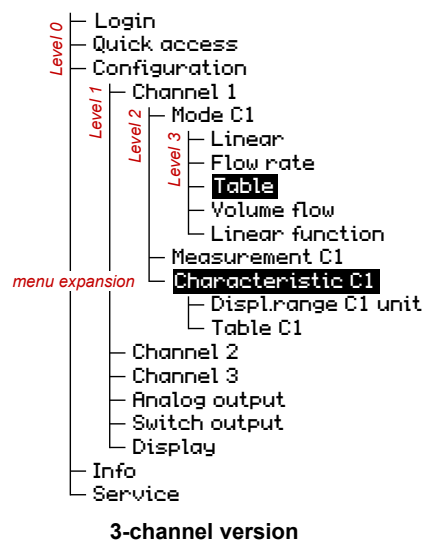 Level 0
Login
Quick access
Configuration
Level 1
Channel 1
Level 2
Mode C1
Level 3
Linear
Flow rate
Table
Volume flow
Linear function
Measurement C1
menu expansion
Characteristic C1
Displ.range C1 unit
Table C1
Channel 2
Channel 3
Analog output
Switch output
Display
Info
Service
3-channel version